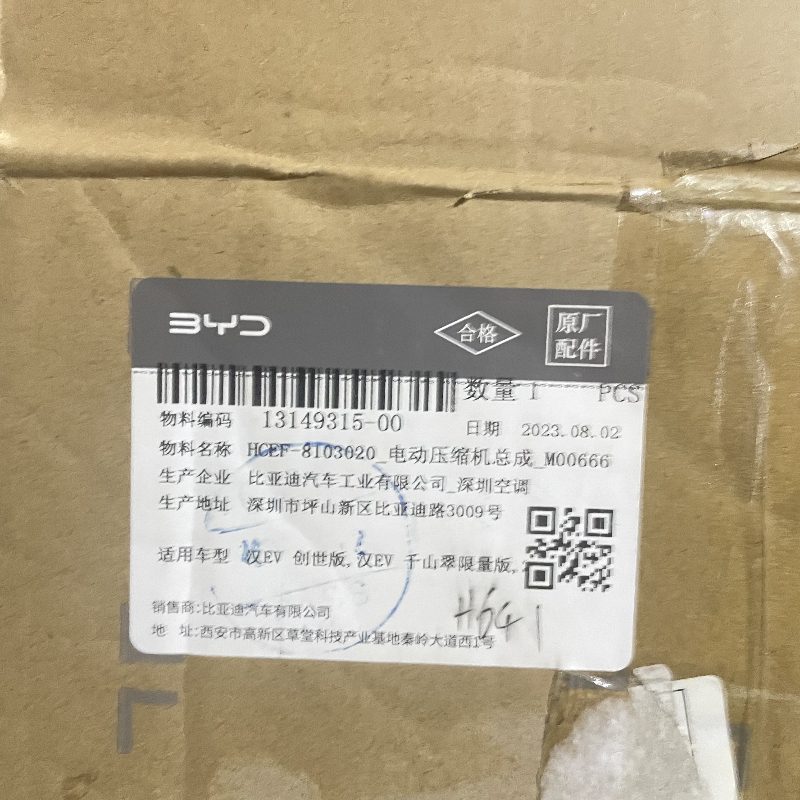 BYD
合格
原厂
配件
数量 1 PCS
物料编码 13149315-00
日期 2023.08.02
物料名称 HCEF-8103020_电动压缩机总成_M00666
生产企业 比亚迪汽车工业有限公司_深圳空调
生产地址 深圳市坪山新区比亚迪路3009号
适用车型 汉EV 创世版,汉EV 千山翠限量版,
销售商:比亚迪汽车有限公司
地 址:西安市高新区草堂科技产业基地秦岭大道西1号
H641